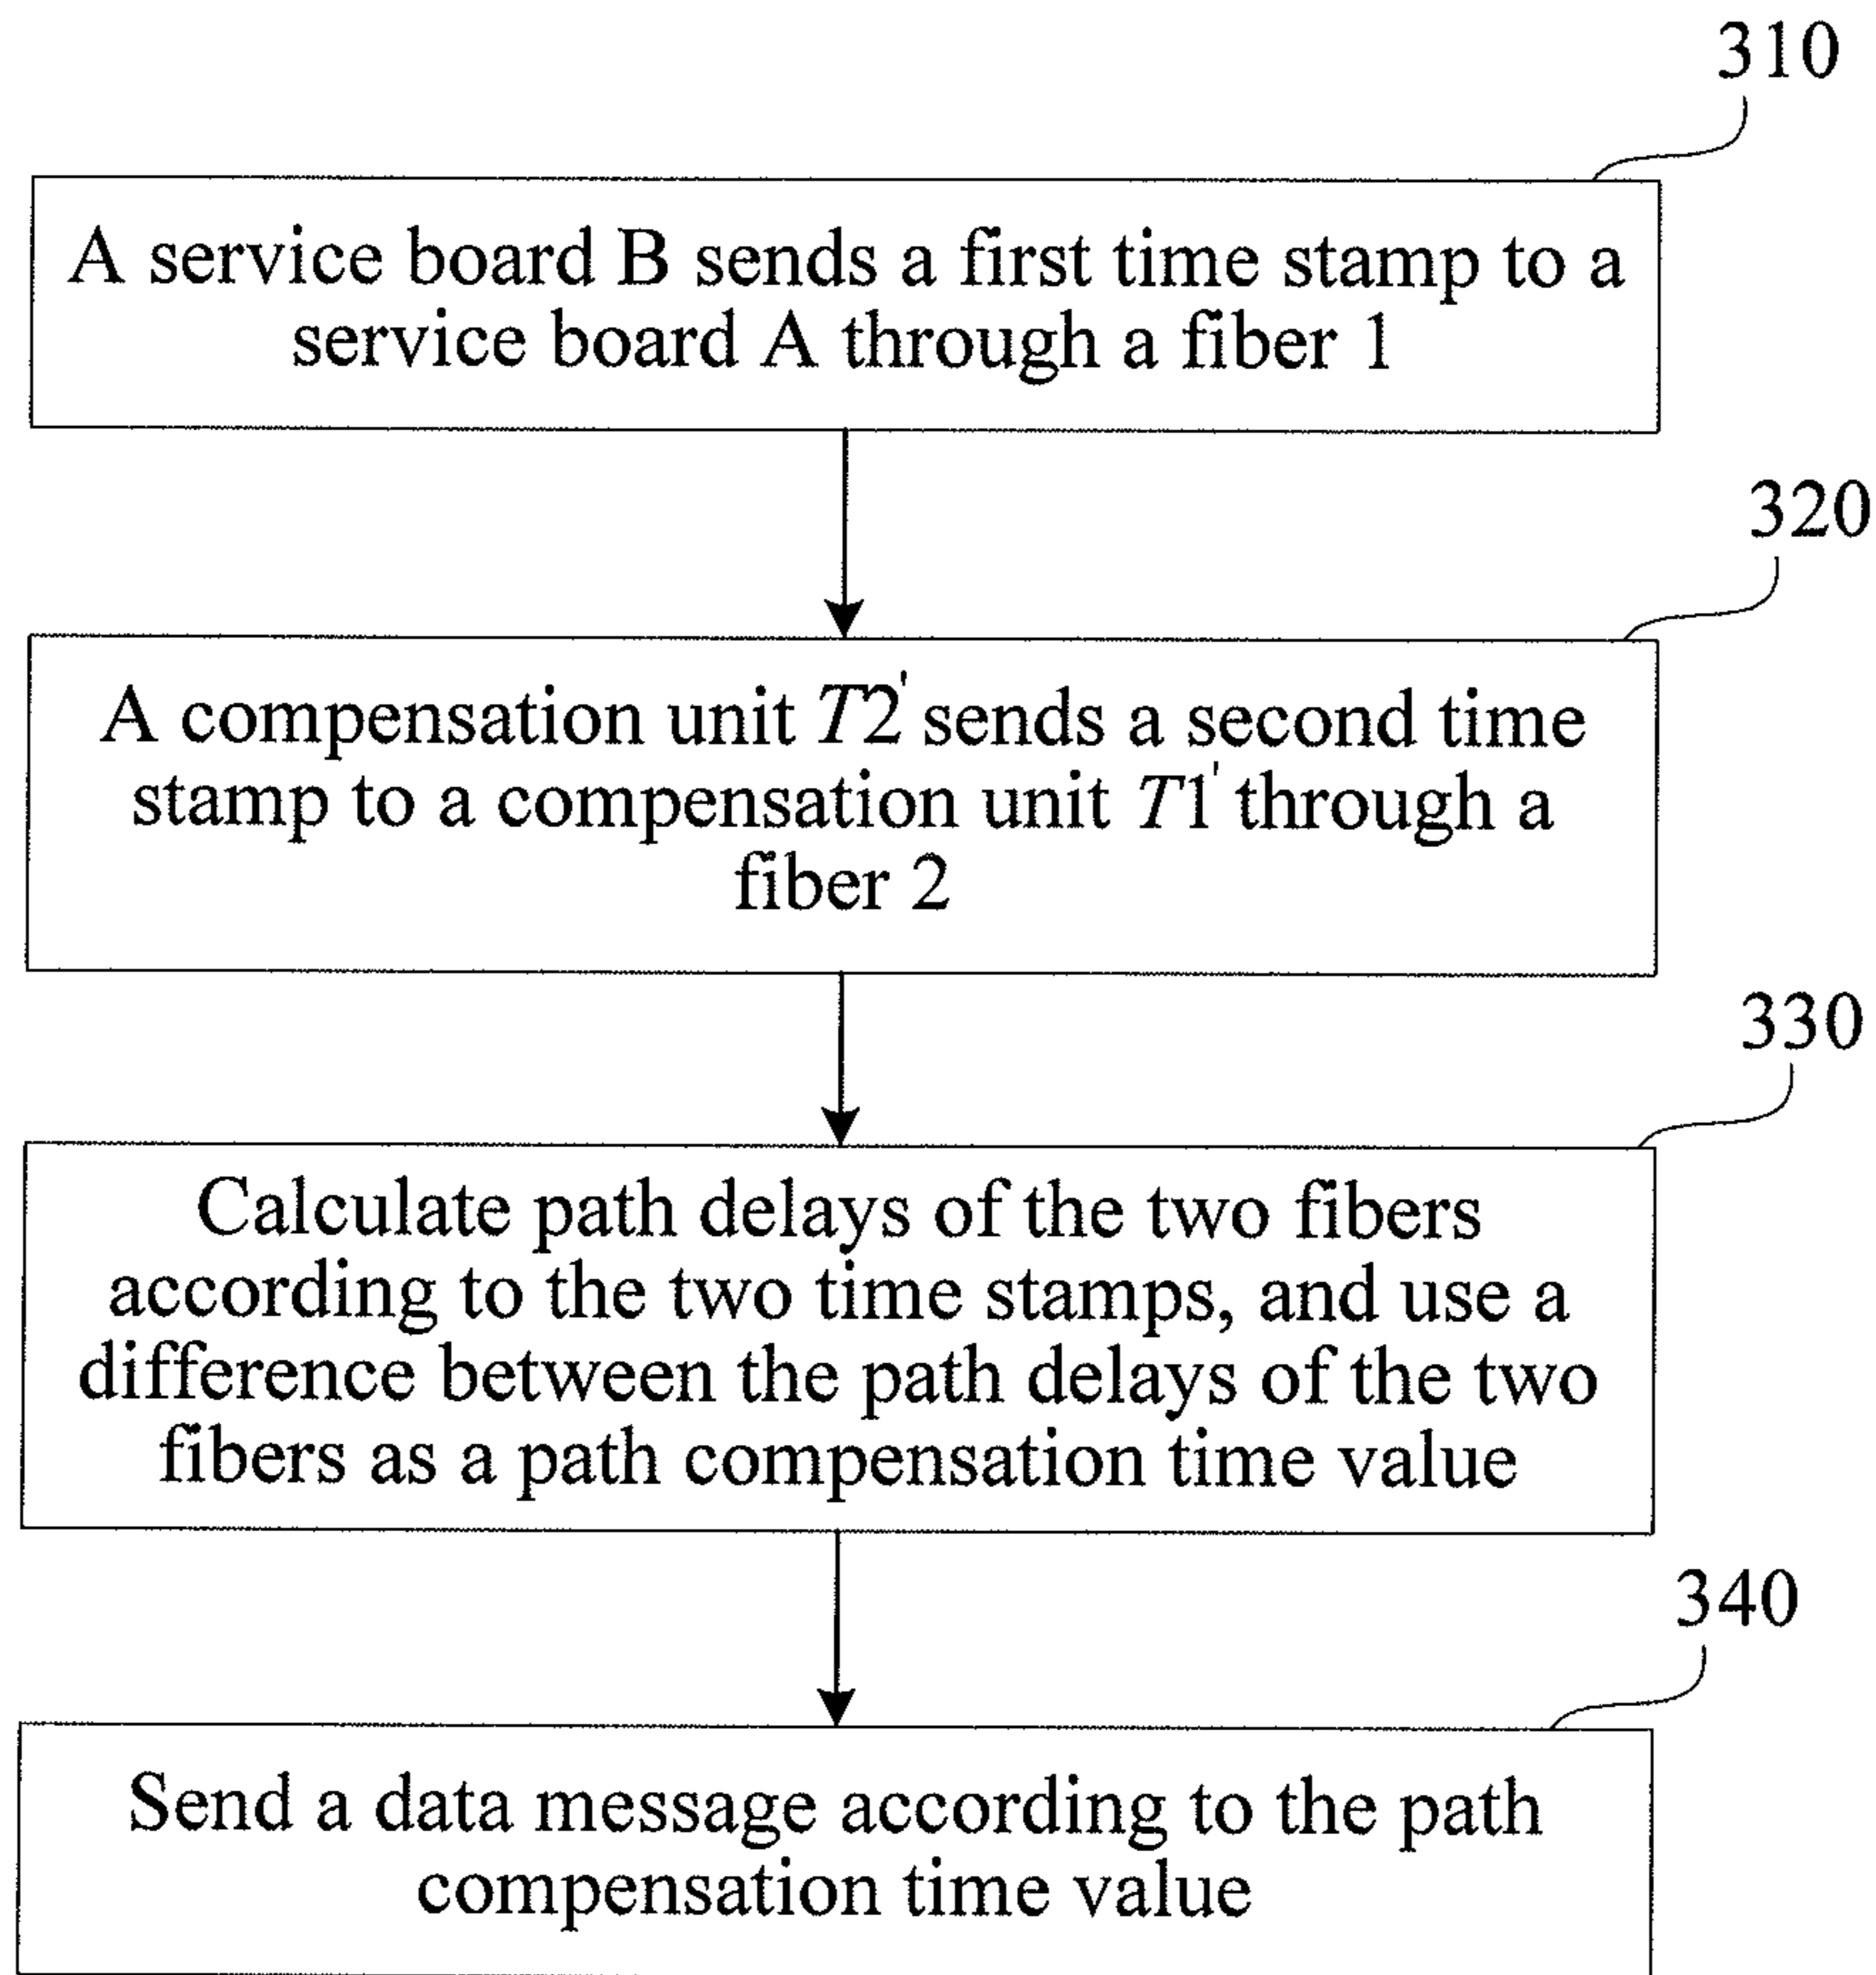 310
A service board B sends a first time stamp to a
service board A through a fiber 1
320
A compensation unit T2' sends a second time
stamp to a compensation unit T1' through a
fiber 2
330
Calculate path delays of the two fibers
according to the two time stamps, and use a
difference between the path delays of the two
fibers as a path compensation time value
340
Send a data message according to the path
compensation time value